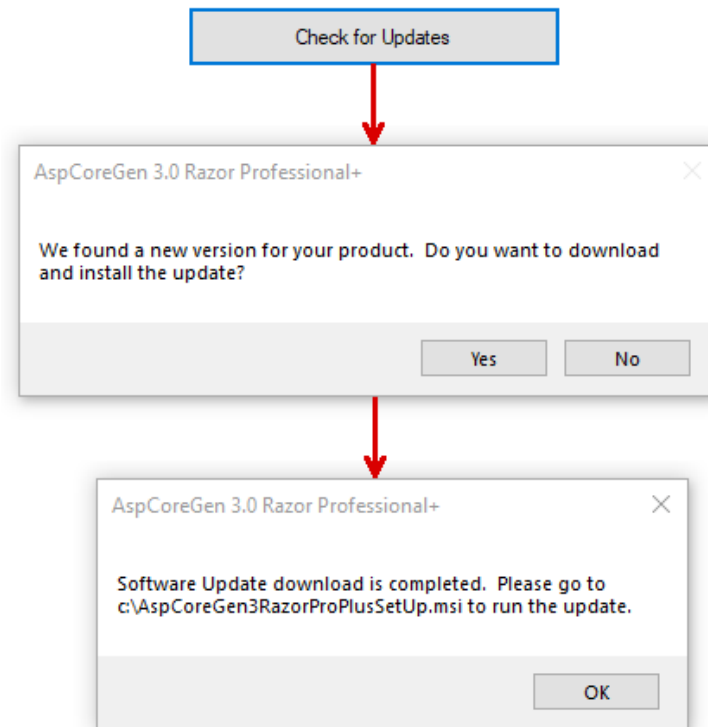 Check for Updates
AspCoreGen 3.0 Razor Professional+
We found a new version for your product.  Do you want to download
and install the update?
Yes
No
AspCoreGen 3.0 Razor Professional+
Software Update download is completed.  Please go to
c:\AspCoreGen3RazorProPlusSetUp.msi to run the update.
OK